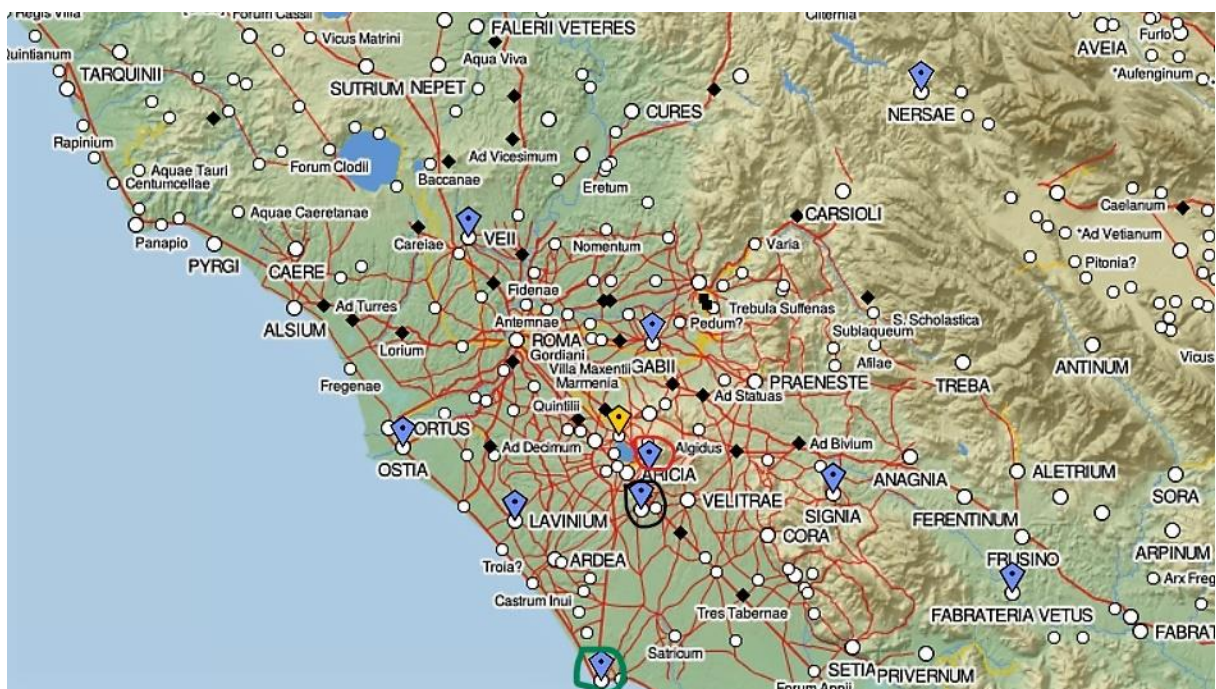 Regis Villa
Forum Cassii
Cliternia
Quintianum
Vicus Matrini
FALERII VETERES
Furfo
AVEIA
Aqua Viva
*Aufenginum
TARQUINII
SUTRIUM
NEPET
CURES
NERSAE
Rapinium
Ad Vicesimum
Forum Clodii
Aquae Tauri
Centumcellae
Baccanae
Eretum
Caelanum
Aquae Caeretanae
CARSIOLI
Panapio
Careiae
VEII
Nomentum
Varia
*Ad Vetianum
PYRGI
CAERE
Pitonia?
Fidenae
Ad Turres
Trebula Suffenas
ALSIUM
Antemnae
Pedum?
S. Scholastica
Sublaqueum
ROMA
Lorium
Gordiani
Villa Maxentii
GABII
Afilae
Vicus
ANTINUM
Fregenae
Marmenia
PRAENESTE
TREBA
Ad Statuas
Quintilii
ORTUS
Ad Decimum
Algidus
Ad Bivium
OSTIA
ARICIA
ANAGNIA
ALETRIUM
SORA
VELITRAE
SIGNIA
FERENTINUM
LAVINIUM
CORA
ARPINUM
ARDEA
FRUSINO
Troia?
Arx Freg
Castrum Inui
Tres Tabernae
FABRATERIA VETUS
FABRAT
Satricum
SETIA
PRIVERNUM
Forum Appii